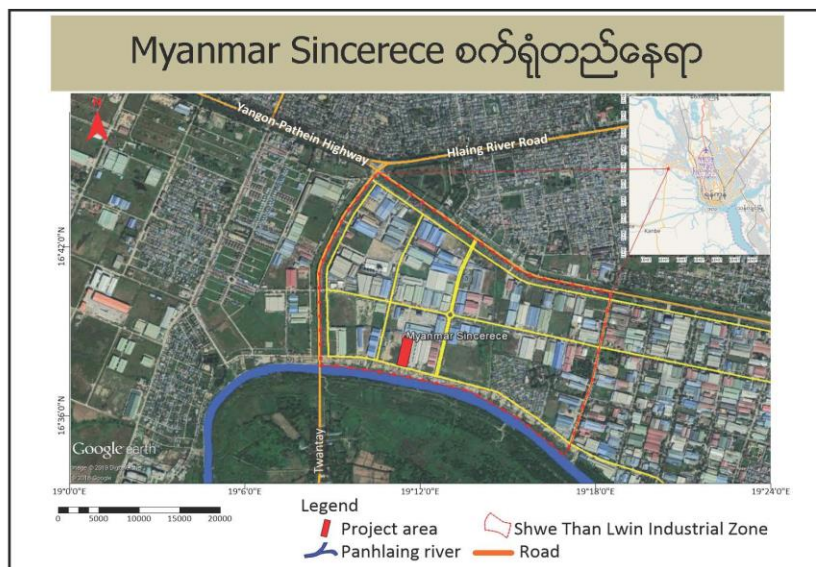 Myanmar Sincerece စက်ရုံတည်နေရာ
Yangon-Pathein Highway
Hlaing River Road
16°42'0"N
Myanmar Sincerece
16°36'0"N
Twantay
Google earth
19°0'0"E
19°6'0"E
19°12'0"E
19°18'0"E
19°24'0"E
0
5000
10000
15000
20000
Legend
Project area
Shwe Than Lwin Industrial Zone
Panhlaing river
Road